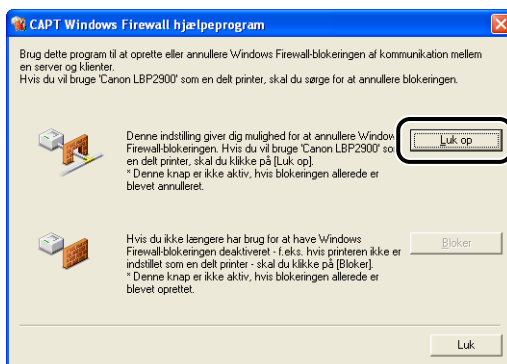 CAPT Windows Firewall hjælpeprogram
Brug dette program til at oprette eller annullere Windows Firewall-blokeringen af kommunikation mellem
en server og klienter.
Hvis du vil bruge 'Canon LBP2900' som en delt printer, skal du sørge for at annullere blokeringen.
Denne indstilling giver dig mulighed for at annullere Window
Firewall-blokeringen. Hvis du vil bruge 'Canon LBP2900' so
en delt printer, skal du klikke på [Luk op].
* Denne knap er ikke aktiv, hvis blokeringen allerede er
blevet annulleret.
Luk op
Hvis du ikke længere har brug for at have Windows
Firewall-blokeringen deaktiveret - f.eks. hvis printeren ikke er
indstillet som en delt printer - skal du klikke på [Bloker].
* Denne knap er ikke aktiv, hvis blokeringen allerede er
blevet oprettet.
Bloker
Luk